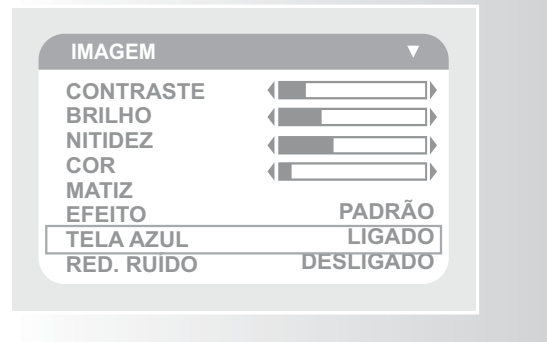 IMAGEM
CONTRASTE
BRILHO
NITIDEZ
COR
MATIZ
EFEITO PADRÃO
TELA AZUL LIGADO
RED. RUÍDO DESLIGADO